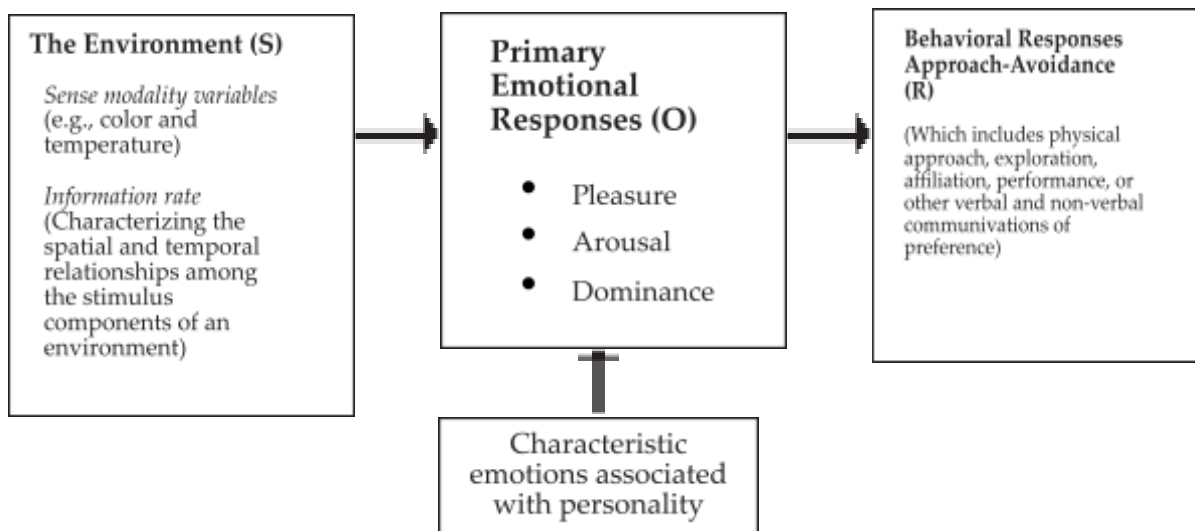 The Environment (S)
Sense modality variables
(e.g., color and
temperature)
Information rate
(Characterizing the
spatial and temporal
relationships among
the stimulus
components of an
environment)
Primary
Emotional
Responses (O)
• Pleasure
• Arousal
• Dominance
Behavioral Responses
Approach-Avoidance
(R)
(Which includes physical
approach, exploration,
affiliation, performance, or
other verbal and non-verbal
communivations of
preference)
Characteristic
emotions associated
with personality